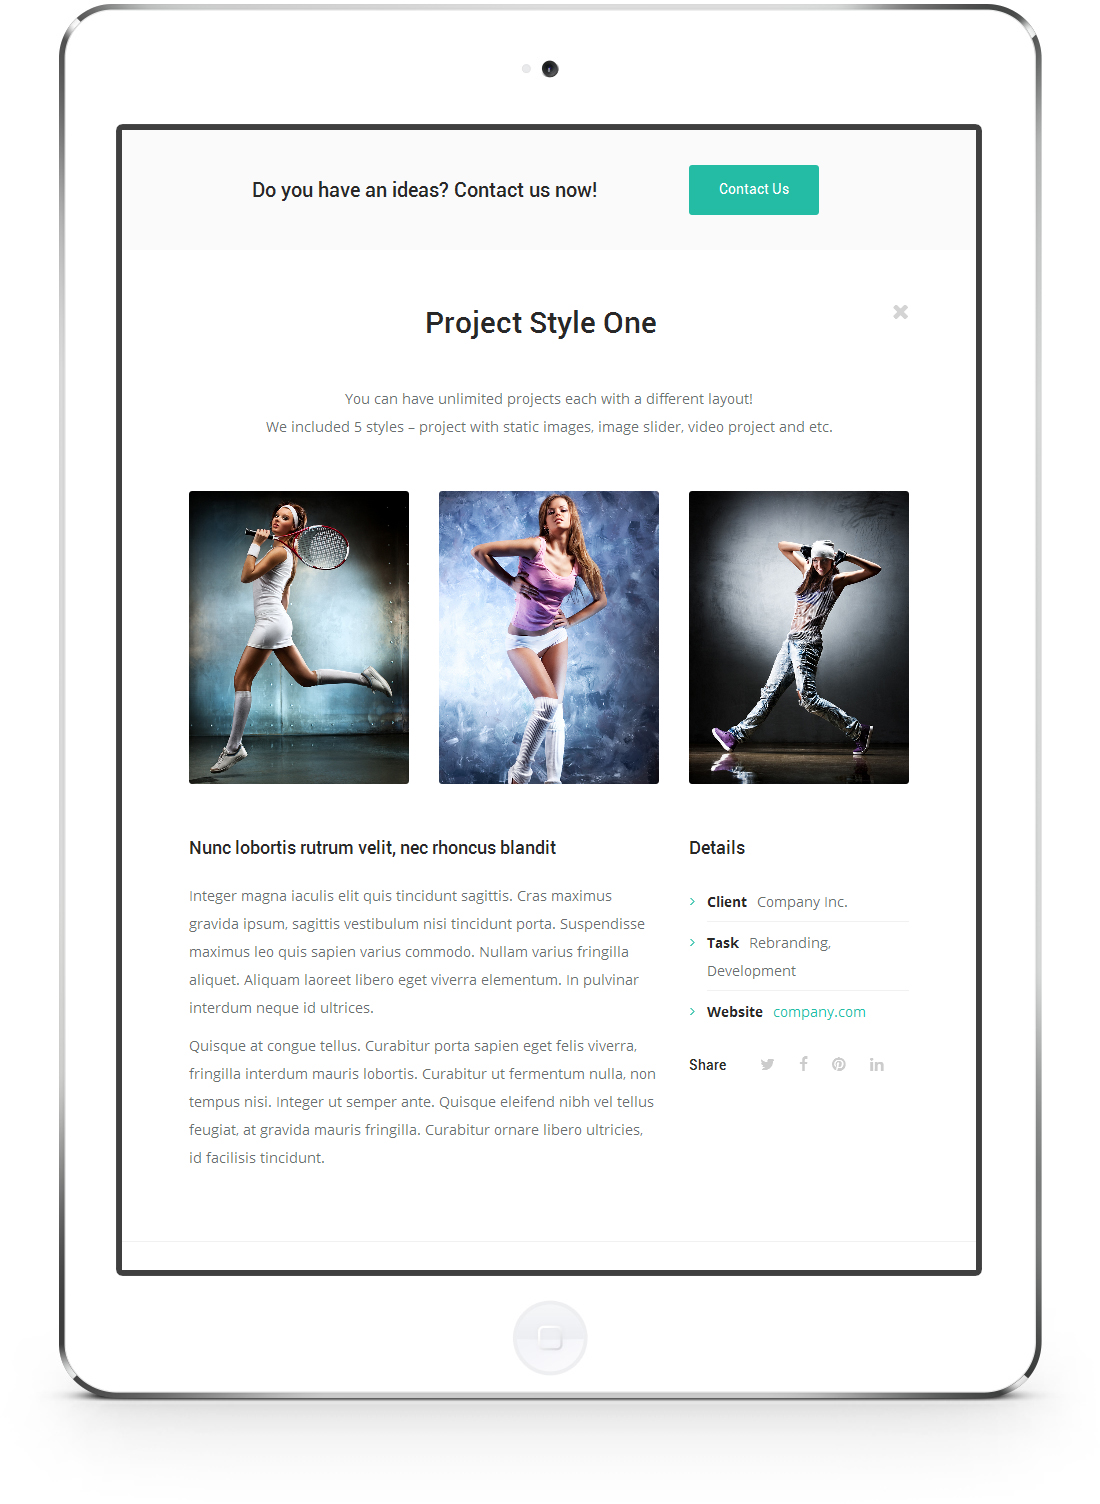 Do you have an ideas? Contact us now!
Contact Us
Project Style One
You can have unlimited projects each with a different layout!
We included 5 styles – project with static images, image slider, video project and etc.
Nunc lobortis rutrum velit, nec rhoncus blandit
Integer magna iaculis elit quis tincidunt sagittis. Cras maximus
gravida ipsum, sagittis vestibulum nisi tincidunt porta. Suspendisse
maximus leo quis sapien varius commodo. Nullam varius fringilla
aliquet. Aliquam laoreet libero eget viverra elementum. In pulvinar
interdum neque id ultrices.
Quisque at congue tellus. Curabitur porta sapien eget felis viverra,
fringilla interdum mauris lobortis. Curabitur ut fermentum nulla, non
tempus nisi. Integer ut semper ante. Quisque eleifend nibh vel tellus
feugiat, at gravida mauris fringilla. Curabitur ornare libero ultricies,
id facilisis tincidunt.
Details
Client Company Inc.
Task Rebranding,
Development
Website company.com
Share